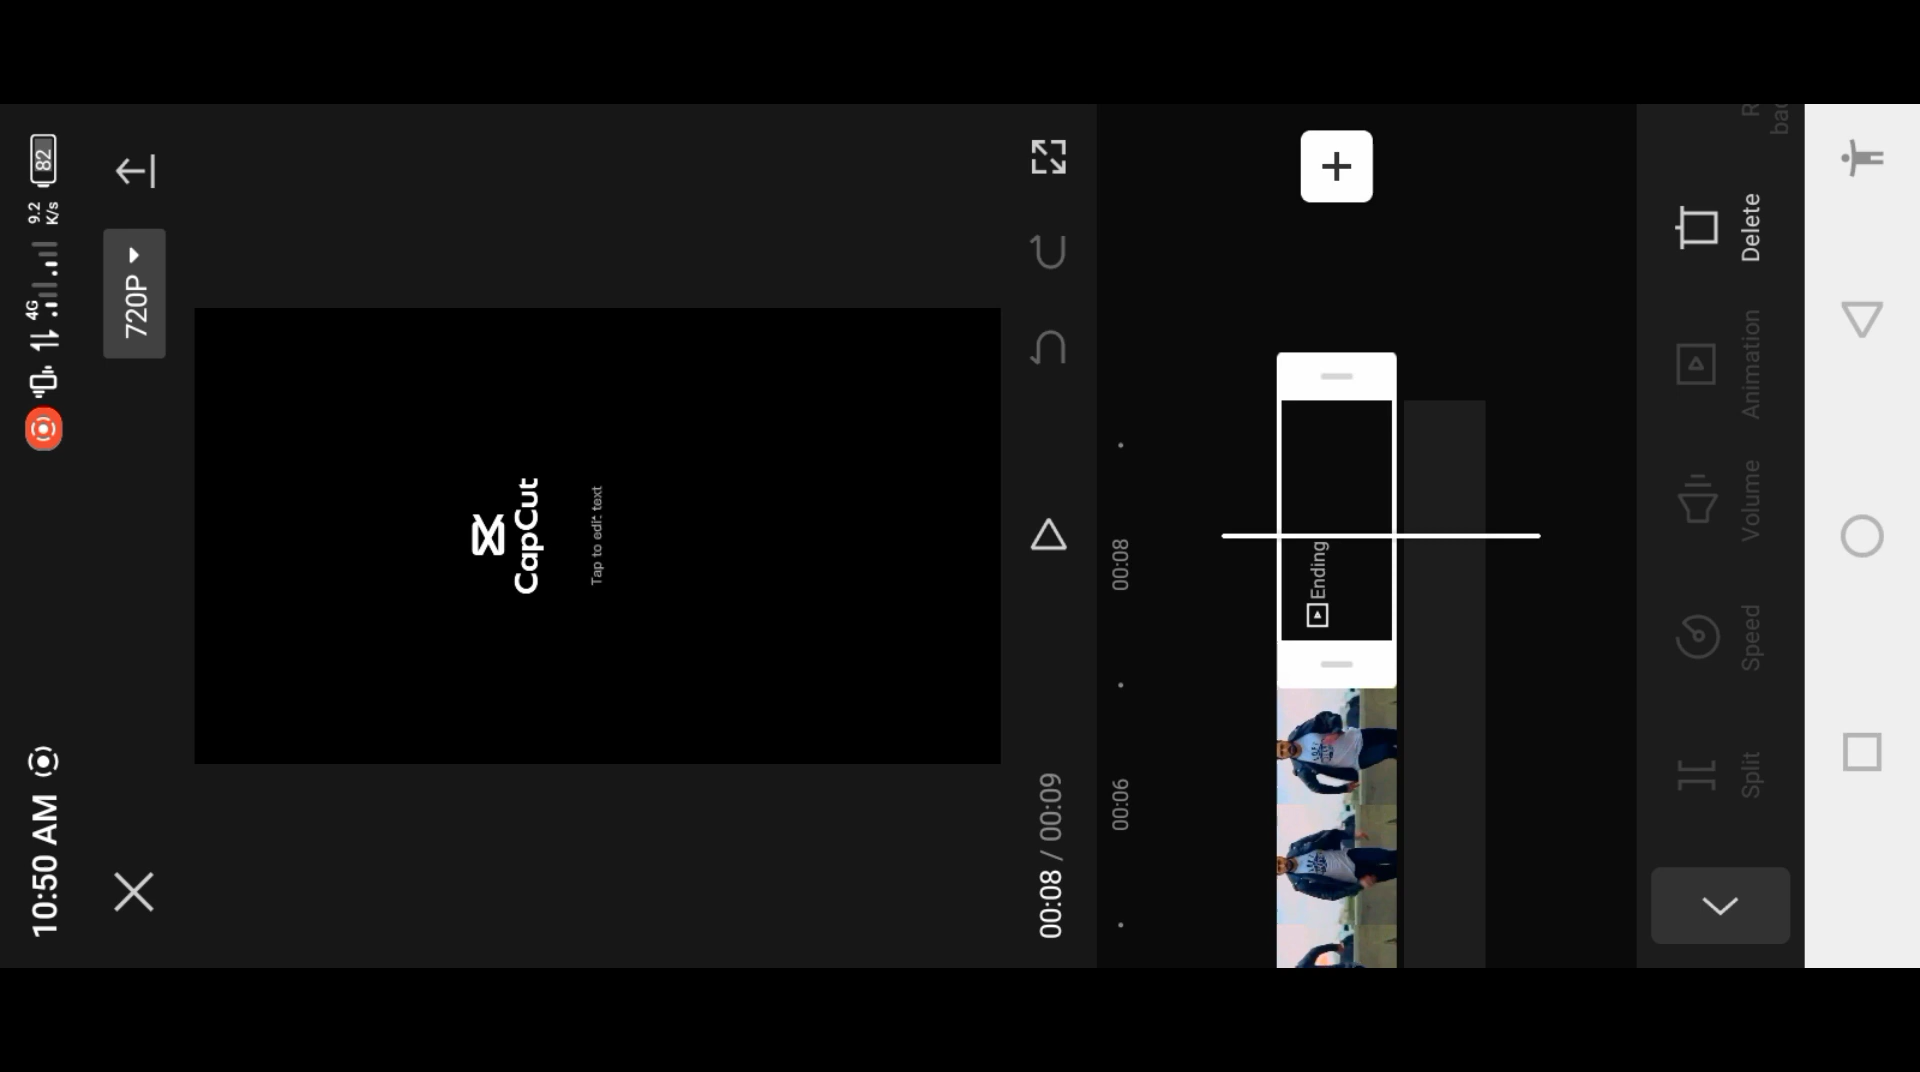 10:50 AM
4G
9.2
K/s
82
720P
CapCut
Tap to edit text
00:08 / 00:09
00:06
00:08
Ending
Split
Speed
Volume
Animation
Delete